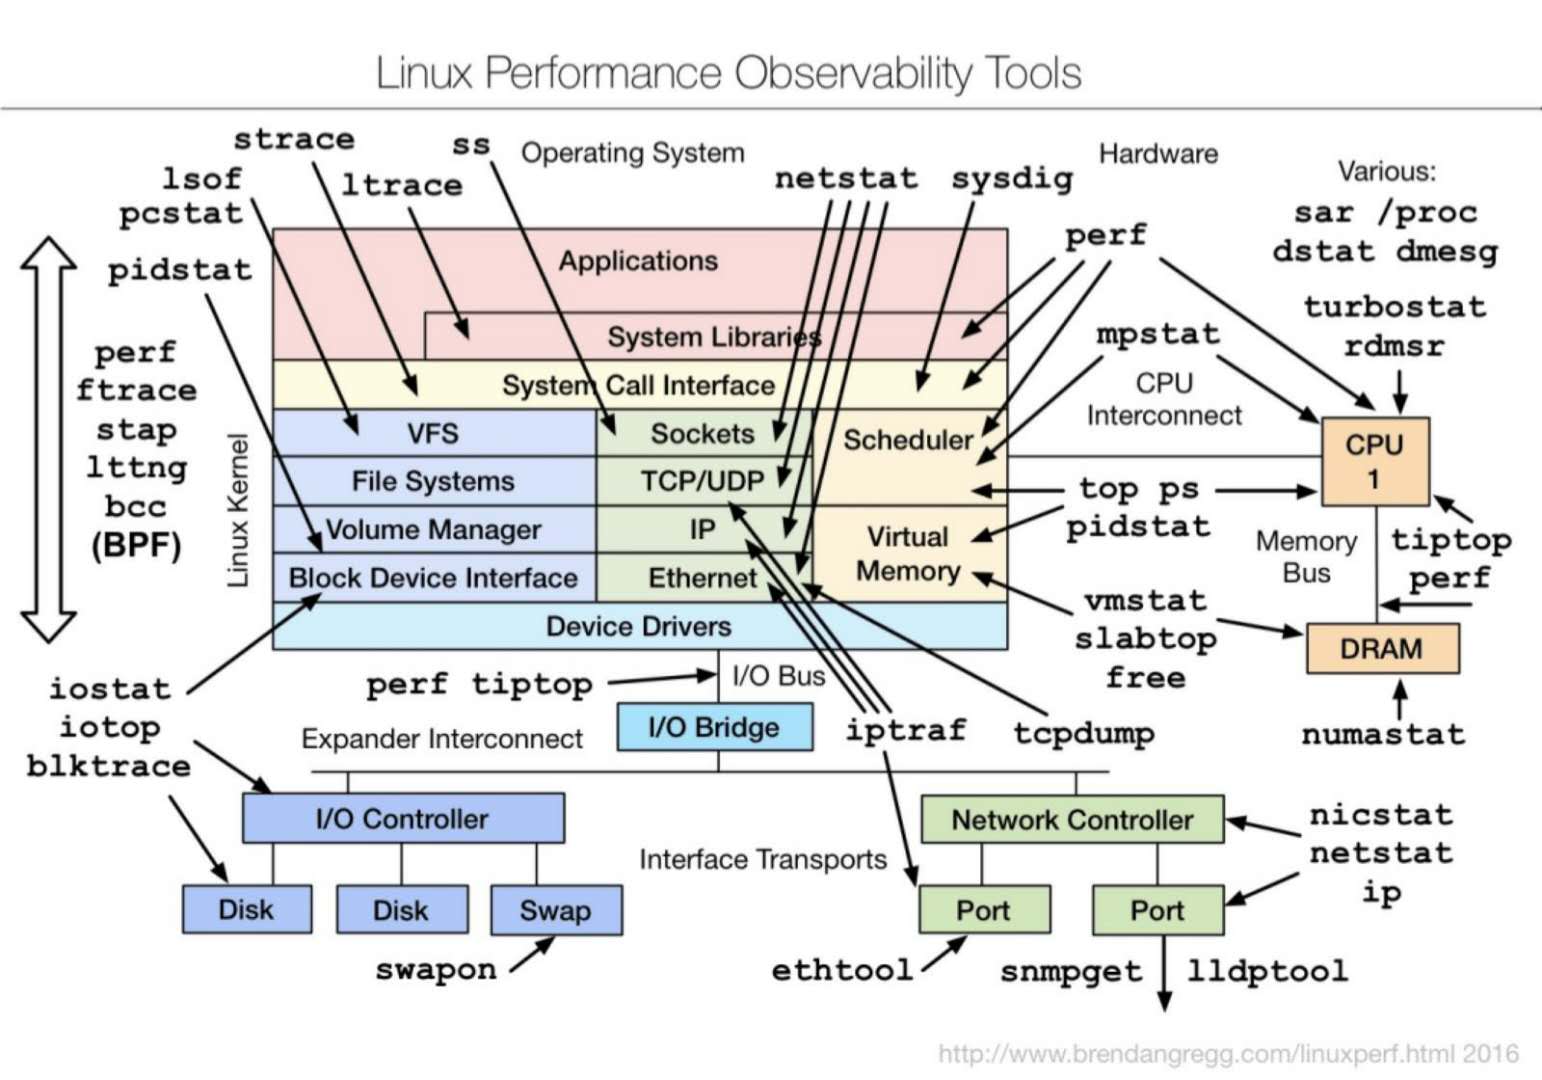 Linux Performance Observability Tools
strace
ss
Operating System
Hardware
lsof
pcstat
ltrace
netstat
sysdig
Various:
sar /proc
dstat dmesg
perf
pidstat
Applications
turbostat
rdmsr
mpstat
System Libraries
perf
ftrace
stap
lttng
bcc
(BPF)
Linux Kernel
System Call Interface
CPU
Interconnect
VFS
Sockets
Scheduler
CPU
1
File Systems
TCP/UDP
top ps
pidstat
Volume Manager
IP
Virtual
Memory
Memory
Bus
tiptop
perf
Block Device Interface
Ethernet
vmstat
slabtop
free
Device Drivers
DRAM
iostat
iotop
blktrace
perf tiptop
I/O Bus
Expander Interconnect
I/O Bridge
iptraf
tcpdump
numastat
I/O Controller
Network Controller
nicstat
netstat
ip
Interface Transports
Disk
Disk
Swap
Port
Port
swapon
ethtool
snmpget
lldptool
http://www.brendangregg.com/linuxperf.html 2016